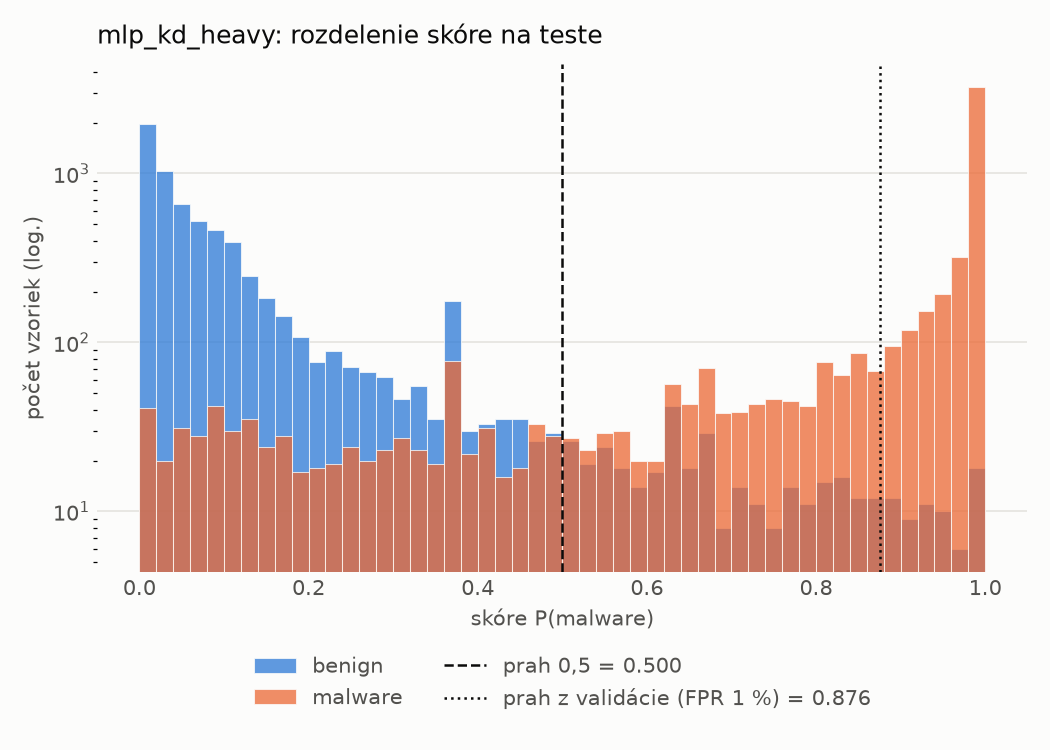 mlp_kd_heavy: rozdelenie skóre na teste
počet vzoriek (log.)
10³
10²
10¹
0.0 0.2 0.4 0.6 0.8 1.0
skóre P(malware)
benign
malware
prah 0,5 = 0.500
prah z validácie (FPR 1 %) = 0.876